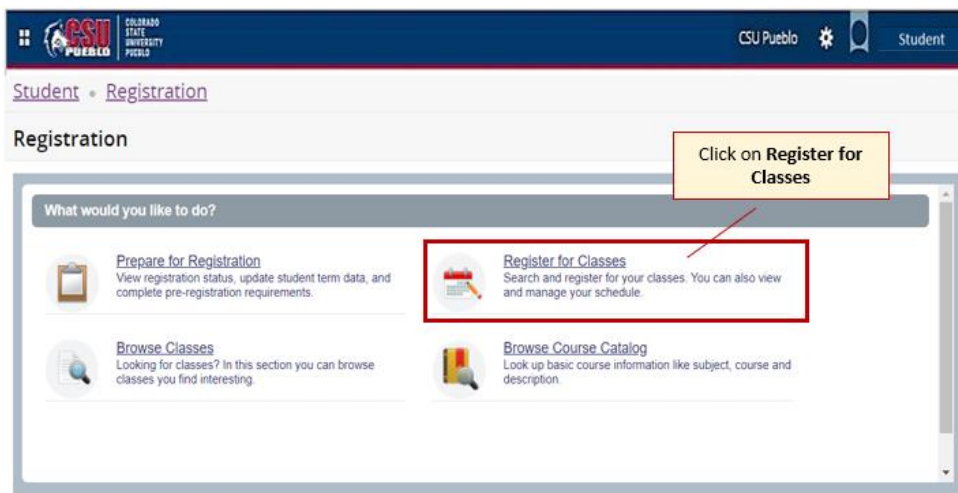 CSU PUEBLO
COLORADO
STATE
UNIVERSITY
PUEBLO
CSU Pueblo
Student
Student • Registration
Registration
Click on Register for
Classes
What would you like to do?
Prepare for Registration
View registration status, update student term data, and
complete pre-registration requirements.
Register for Classes
Search and register for your classes. You can also view
and manage your schedule.
Browse Classes
Looking for classes? In this section you can browse
classes you find interesting.
Browse Course Catalog
Look up basic course information like subject, course and
description.